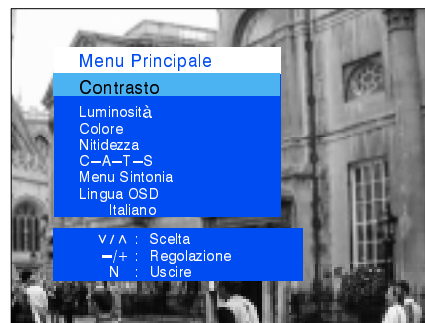 Menu Principale
Contrasto
Luminosità
Colore
Nitidezza
C—A—T—S
Menu Sintonia
Lingua OSD
Italiano
∨/∧ : Scelta
−/+ : Regolazione
N : Uscire